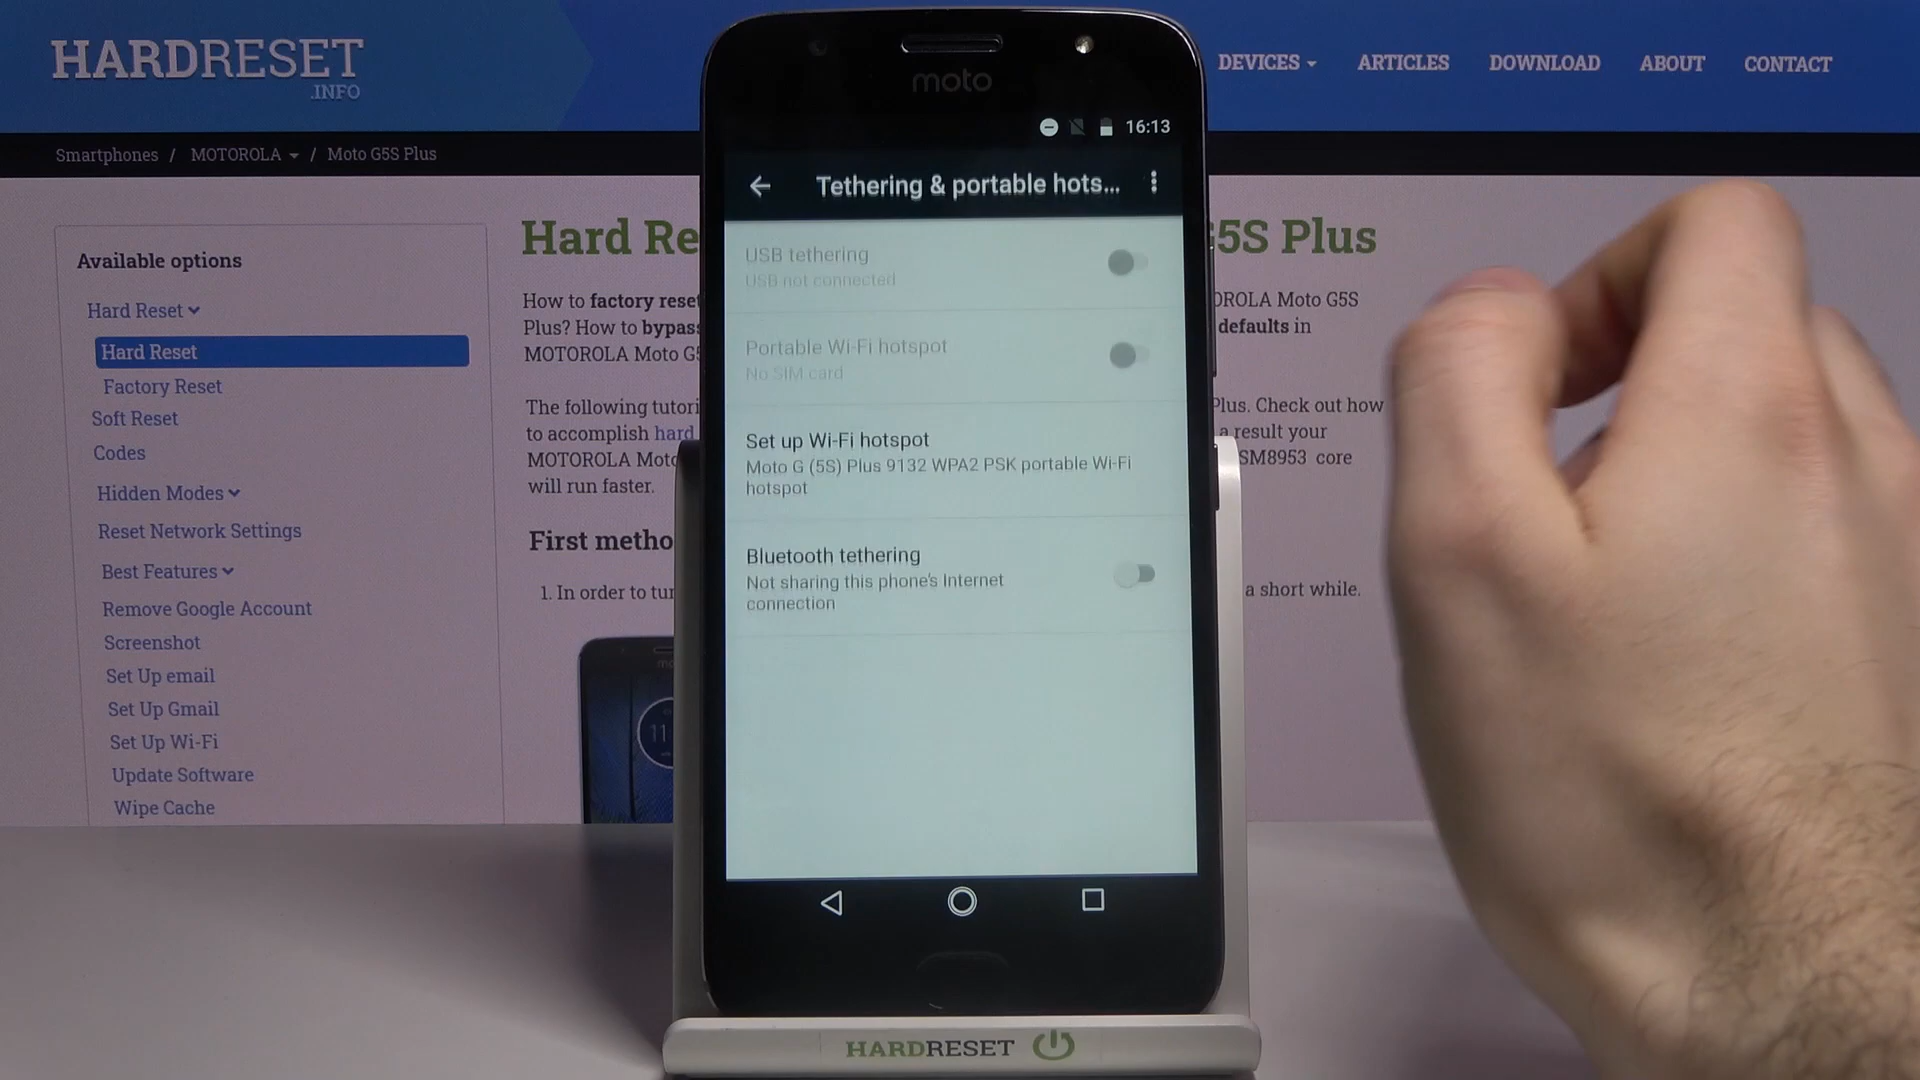 HARDRESET
.INFO
DEVICES
ARTICLES
DOWNLOAD
ABOUT
CONTACT
Smartphones / MOTOROLA / Moto G5S Plus
moto
16:13
Tethering & portable hots...
USB tethering
USB not connected
Portable Wi-Fi hotspot
No SIM card
Set up Wi-Fi hotspot
Moto G (5S) Plus 9132 WPA2 PSK portable Wi-Fi
hotspot
Bluetooth tethering
Not sharing this phone's Internet
connection
Available options
Hard Reset
Hard Reset
Factory Reset
Soft Reset
Codes
Hidden Modes
Reset Network Settings
Best Features
Remove Google Account
Screenshot
Set Up email
Set Up Gmail
Set Up Wi-Fi
Update Software
Wipe Cache
Hard Re 5S Plus
How to factory reset OROLA Moto G5S
Plus? How to bypass defaults in
MOTOROLA Moto G5
The following tutori Plus. Check out how
to accomplish hard a result your
MOTOROLA Moto SM8953 core
will run faster.
First metho
1. In order to tur a short while.
11
HARDRESET